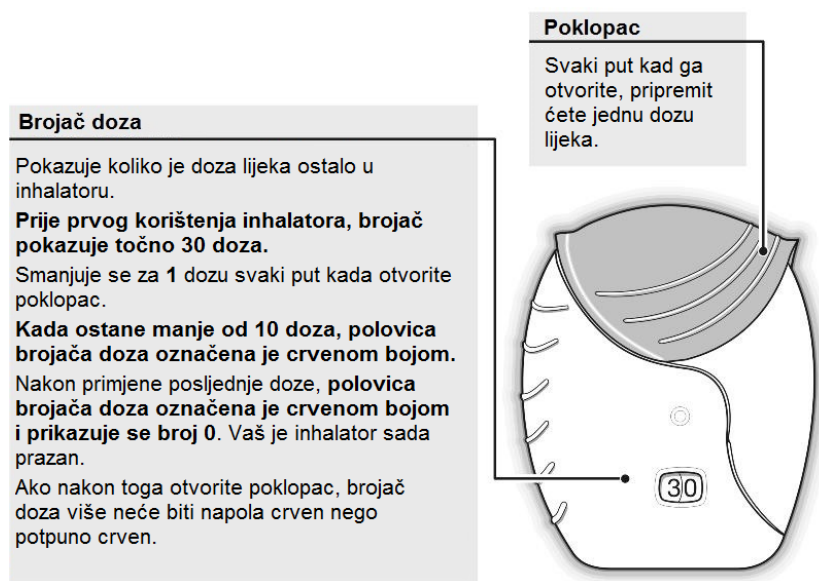 Poklopac
Svaki put kad ga
otvorite, pripremit
ćete jednu dozu
lijeka.
Brojač doza
Pokazuje koliko je doza lijeka ostalo u
inhalatoru.
Prije prvog korištenja inhalatora, brojač
pokazuje točno 30 doza.
Smanjuje se za 1 dozu svaki put kada otvorite
poklopac.
Kada ostane manje od 10 doza, polovica
brojača doza označena je crvenom bojom.
Nakon primjene posljednje doze, polovica
brojača doza označena je crvenom bojom
i prikazuje se broj 0. Vaš je inhalator sada
prazan.
Ako nakon toga otvorite poklopac, brojač
doza više neće biti napola crven nego
potpuno crven.
30